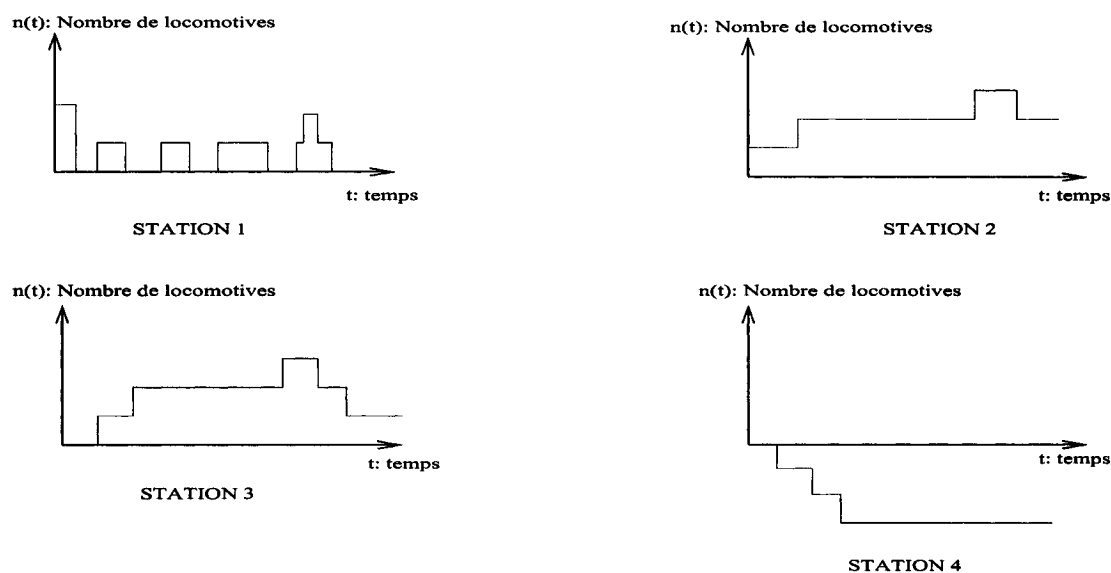 n(t): Nombre de locomotives
t: temps
STATION 1
n(t): Nombre de locomotives
t: temps
STATION 2
n(t): Nombre de locomotives
t: temps
STATION 3
n(t): Nombre de locomotives
t: temps
STATION 4